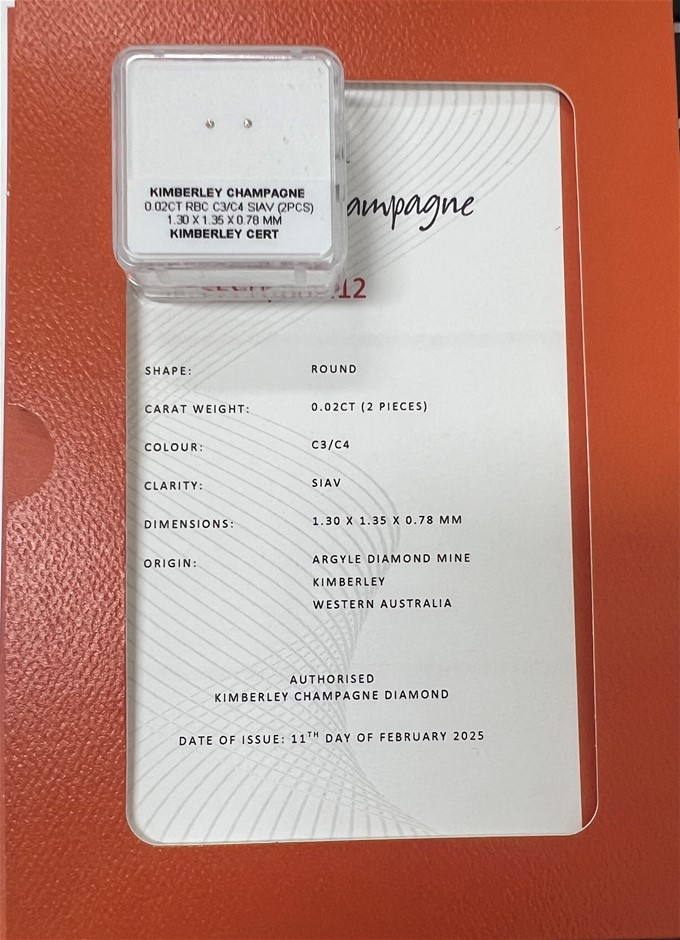 KIMBERLEY CHAMPAGNE
0.02CT RBC C3/C4 SIAV (2PCS)
1.30 X 1.35 X 0.78 MM
KIMBERLEY CERT
ampagne
12
SHAPE: ROUND
CARAT WEIGHT: 0.02CT (2 PIECES)
COLOUR: C3/C4
CLARITY: SIAV
DIMENSIONS: 1.30 X 1.35 X 0.78 MM
ORIGIN: ARGYLE DIAMOND MINE
KIMBERLEY
WESTERN AUSTRALIA
AUTHORISED
KIMBERLEY CHAMPAGNE DIAMOND
DATE OF ISSUE: 11TH DAY OF FEBRUARY 2025